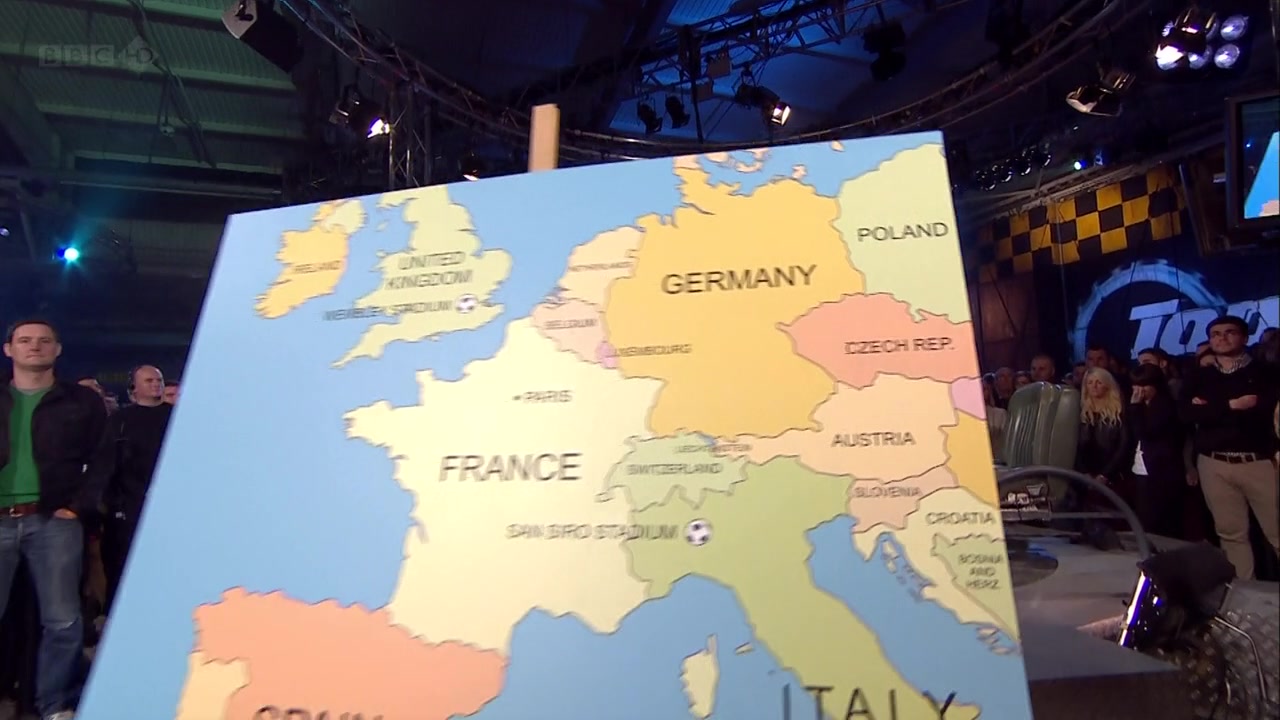 BBC HD
POLAND
IRELAND
UNITED
KINGDOM
NETHERLANDS
GERMANY
WEMBLEY STADIUM
BELGIUM
LUXEMBOURG
CZECH REP.
PARIS
AUSTRIA
LIECHTENSTEIN
FRANCE
SWITZERLAND
SLOVENIA
SAN SIRO STADIUM
CROATIA
BOSNIA
AND
HERZ.
ITALY
SPAIN
Top